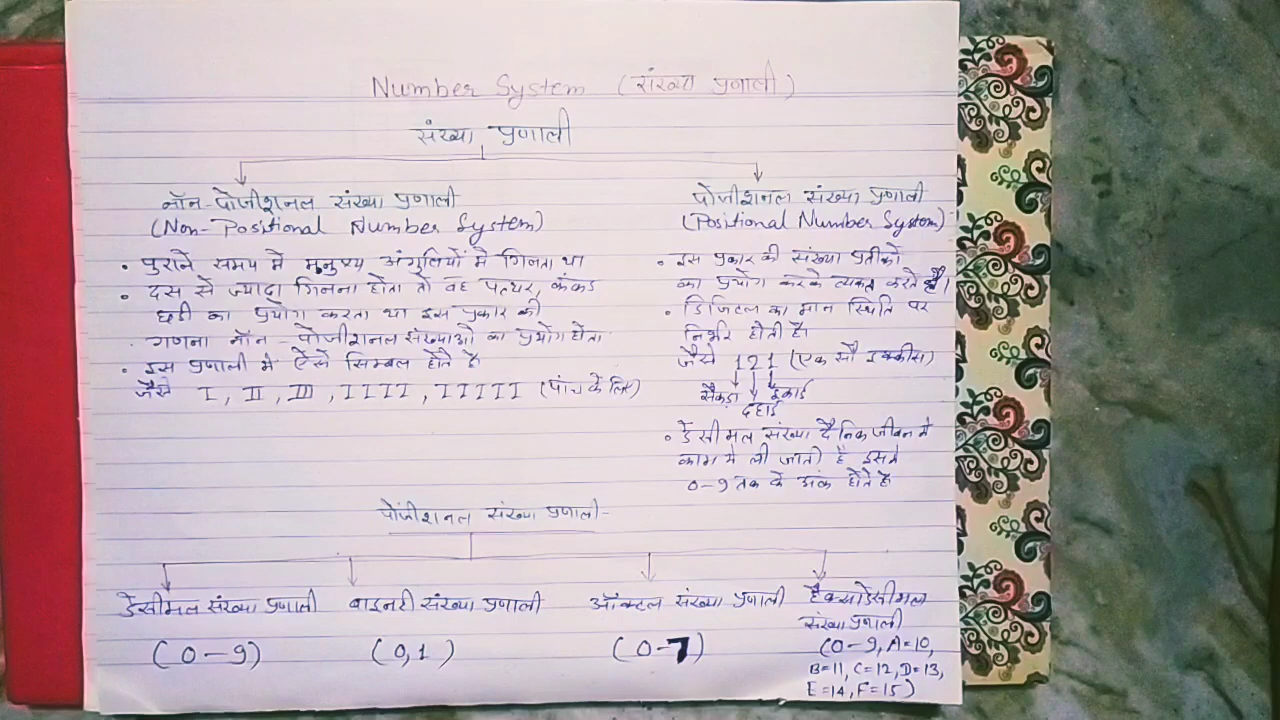 Number System (संख्या प्रणाली)
संख्या प्रणाली
नॉन-पोजीशनल संख्या प्रणाली
(Non-Positional Number System)
• पुराने समय में मनुष्य अंगुलियों में गिनता था
• दस से ज्यादा गिनना होता तो वह पत्थर, कंकड
छडी का प्रयोग करता था इस प्रकार की
गणना नॉन-पोजीशनल संख्याओं का प्रयोग होता
• इस प्रणाली में ऐसे सिम्बल होते है
जैसे I, II, III, IIII, IIIII (पांच के लिए)
पोजीशनल संख्या प्रणाली
(Positional Number System)
• इस प्रकार की संख्या प्रतीकों
का प्रयोग करके व्यक्त करते है।
• डिजिटल का मान स्थिति पर
निर्भर होती है।
जैसे 121 (एक सौ इक्कीस)
सैकड़ा इकाई
दहाई
• डेसीमल संख्या दैनिक जीवन में
काम में ली जाती है इसमें
0-9 तक के अंक होते है
पोजीशनल संख्या प्रणाली-
डेसीमल संख्या प्रणाली बाइनरी संख्या प्रणाली ऑक्टल संख्या प्रणाली हैक्साडेसीमल
संख्या प्रणाली
(0-9) (0,1) (0-7) (0-9, A=10,
B=11, C=12, D=13,
E=14, F=15)